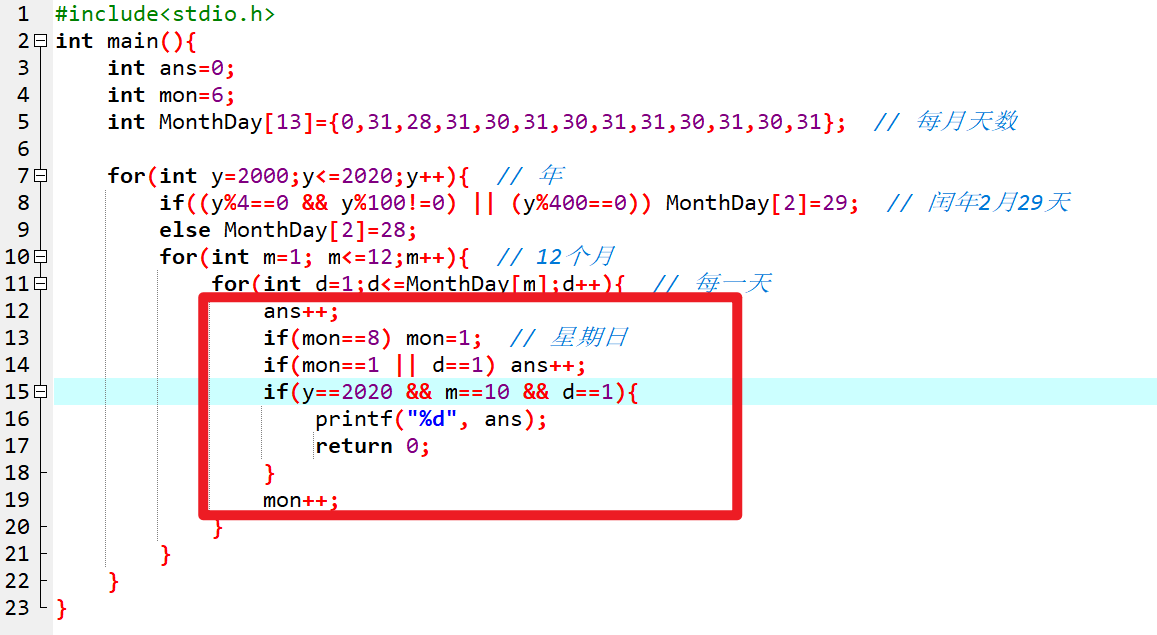 1 #include<stdio.h>
2 int main(){
3 int ans=0;
4 int mon=6;
5 int MonthDay[13]={0,31,28,31,30,31,30,31,31,30,31,30,31}; // 每月天数
6
7 for(int y=2000;y<=2020;y++){ // 年
8 if((y%4==0 && y%100!=0) || (y%400==0)) MonthDay[2]=29; // 闰年2月29天
9 else MonthDay[2]=28;
10 for(int m=1; m<=12;m++){ // 12个月
11 for(int d=1;d<=MonthDay[m];d++){ // 每一天
12 ans++;
13 if(mon==8) mon=1; // 星期日
14 if(mon==1 || d==1) ans++;
15 if(y==2020 && m==10 && d==1){
16 printf("%d", ans);
17 return 0;
18 }
19 mon++;
20 }
21 }
22 }
23 }